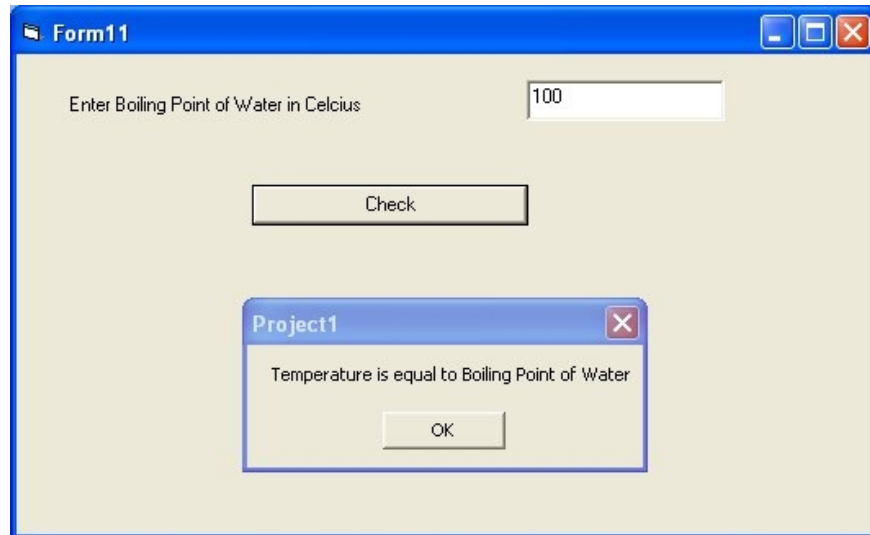 Form11
Enter Boiling Point of Water in Celcius
100
Check
Project1
Temperature is equal to Boiling Point of Water
OK